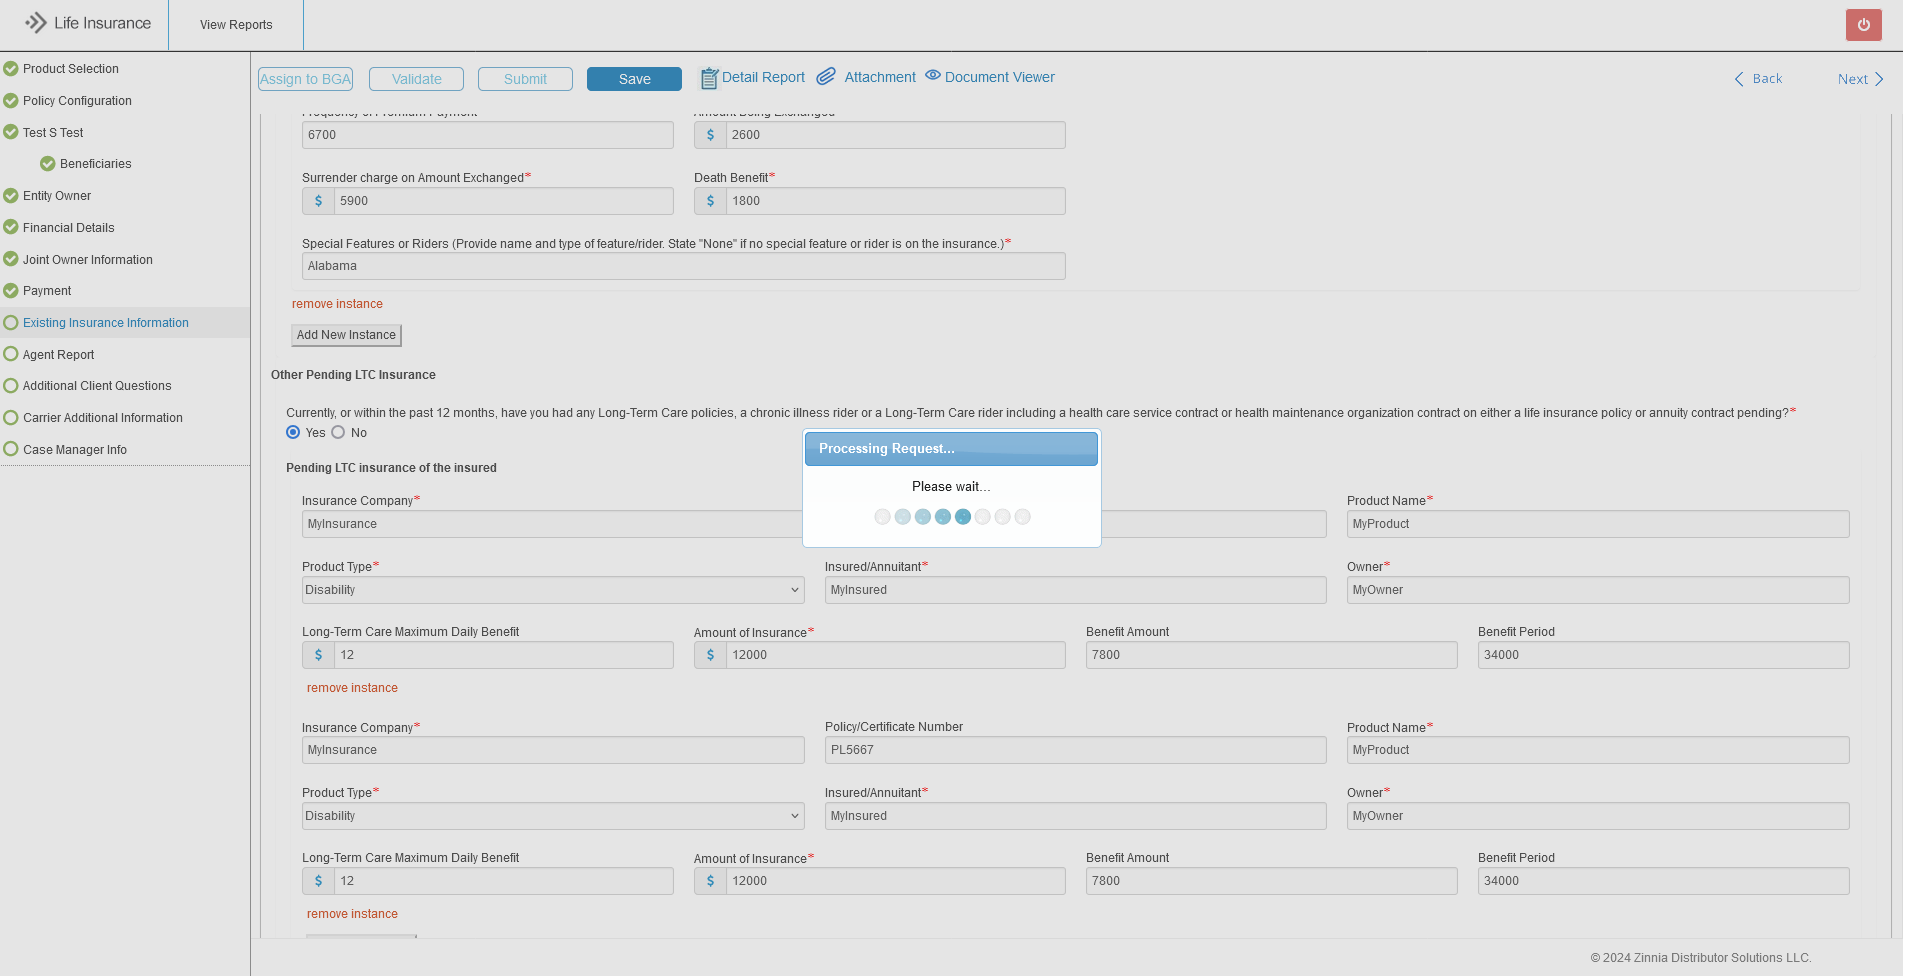 Life Insurance
View Reports
Product Selection
Policy Configuration
Test S Test
Beneficiaries
Entity Owner
Financial Details
Joint Owner Information
Payment
Existing Insurance Information
Agent Report
Additional Client Questions
Carrier Additional Information
Case Manager Info
Assign to BGA Validate Submit Save Detail Report Attachment Document Viewer Back Next
Frequency of Premium Payment Amount Being Exchanged
6700 $ 2600
Surrender charge on Amount Exchanged* Death Benefit*
$ 5900 $ 1800
Special Features or Riders (Provide name and type of feature/rider. State "None" if no special feature or rider is on the insurance.)*
Alabama
remove instance
Add New Instance
Other Pending LTC Insurance
Currently, or within the past 12 months, have you had any Long-Term Care policies, a chronic illness rider or a Long-Term Care rider including a health care service contract or health maintenance organization contract on either a life insurance policy or annuity contract pending?*
Yes No
Processing Request...
Please wait...
Pending LTC insurance of the insured
Insurance Company* Product Name*
MyInsurance MyProduct
Product Type* Insured/Annuitant* Owner*
Disability MyInsured MyOwner
Long-Term Care Maximum Daily Benefit Amount of Insurance* Benefit Amount Benefit Period
$ 12 $ 12000 7800 34000
remove instance
Insurance Company* Policy/Certificate Number Product Name*
MyInsurance PL5667 MyProduct
Product Type* Insured/Annuitant* Owner*
Disability MyInsured MyOwner
Long-Term Care Maximum Daily Benefit Amount of Insurance* Benefit Amount Benefit Period
$ 12 $ 12000 7800 34000
remove instance
© 2024 Zinnia Distributor Solutions LLC.